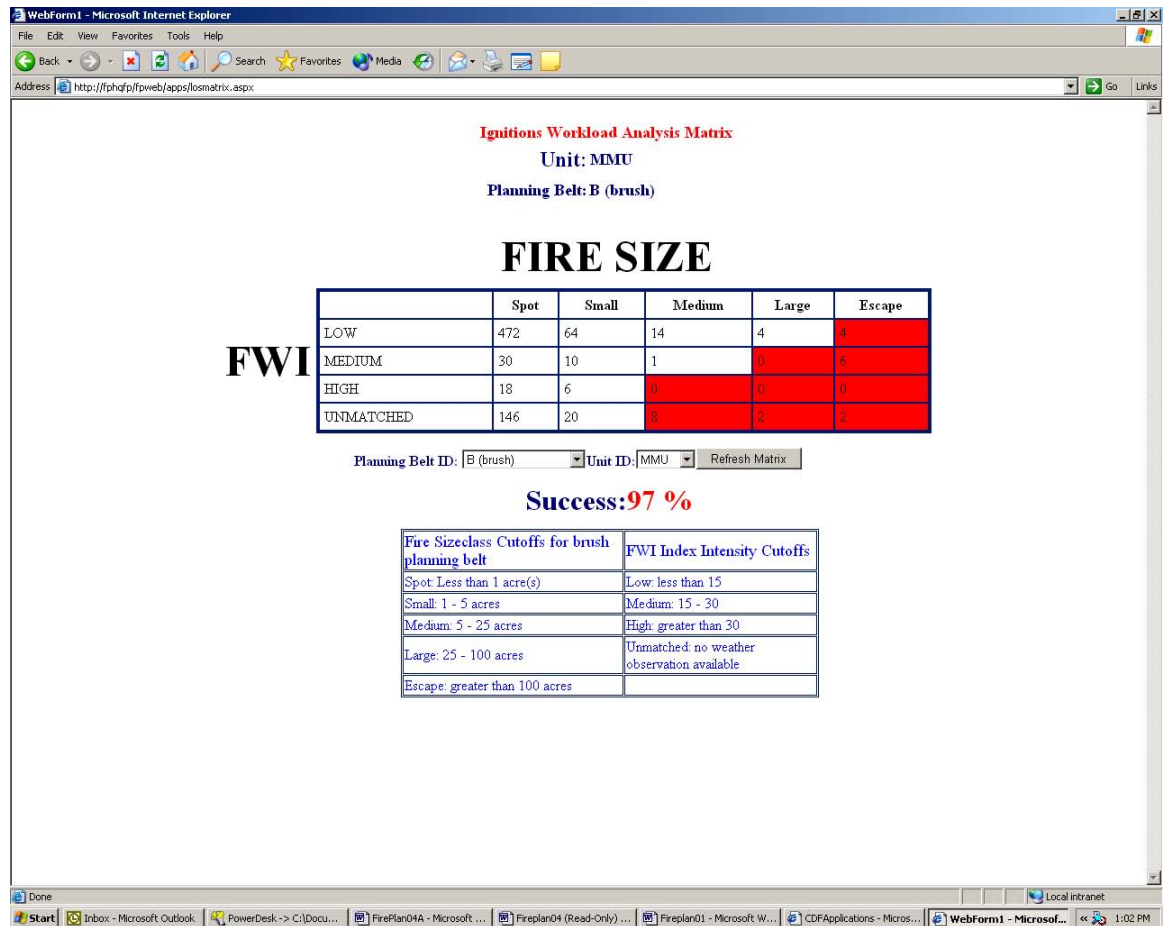 WebForm1 - Microsoft Internet Explorer
File Edit View Favorites Tools Help
Back Search Favorites Media
Address http://fphqfp/fpweb/apps/losmatrix.aspx Go Links
Ignitions Workload Analysis Matrix
Unit: MMU
Planning Belt: B (brush)
FIRE SIZE
Spot Small Medium Large Escape
LOW 472 64 14 4 4
FWI
MEDIUM 30 10 1 0 6
HIGH 18 6 0 0 0
UNMATCHED 146 20 8 2 2
Planning Belt ID: B (brush) Unit ID: MMU Refresh Matrix
Success:97 %
Fire Sizeclass Cutoffs for brush planning belt FWI Index Intensity Cutoffs
Spot: Less than 1 acre(s) Low: less than 15
Small: 1 - 5 acres Medium: 15 - 30
Medium: 5 - 25 acres High: greater than 30
Large: 25 - 100 acres Unmatched: no weather observation available
Escape: greater than 100 acres
Done Local intranet
Start Inbox - Microsoft Outlook PowerDesk -> C:\Docu... FirePlan04A - Microsoft ... Fireplan04 (Read-Only) ... Fireplan01 - Microsoft W... CDFApplications - Micros... WebForm1 - Microsof... « 1:02 PM